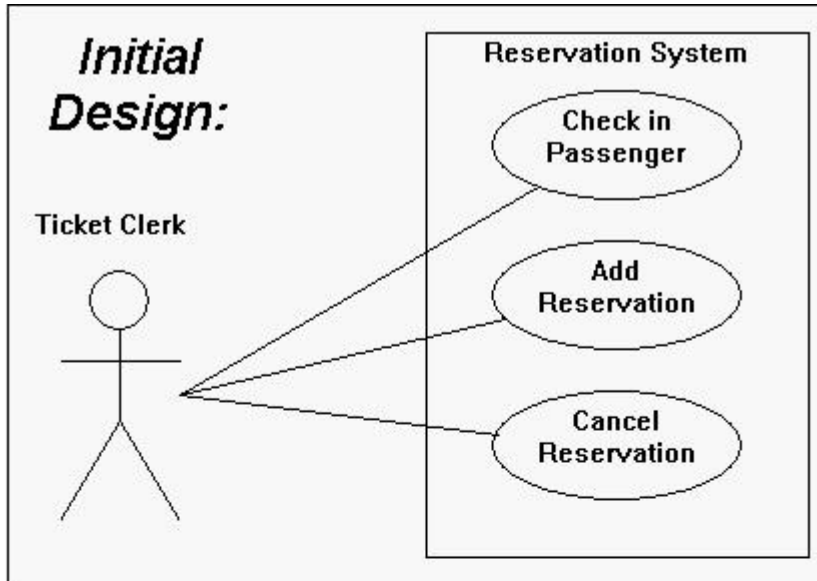 Initial
Design:
Reservation System
Check in
Passenger
Ticket Clerk
Add
Reservation
Cancel
Reservation